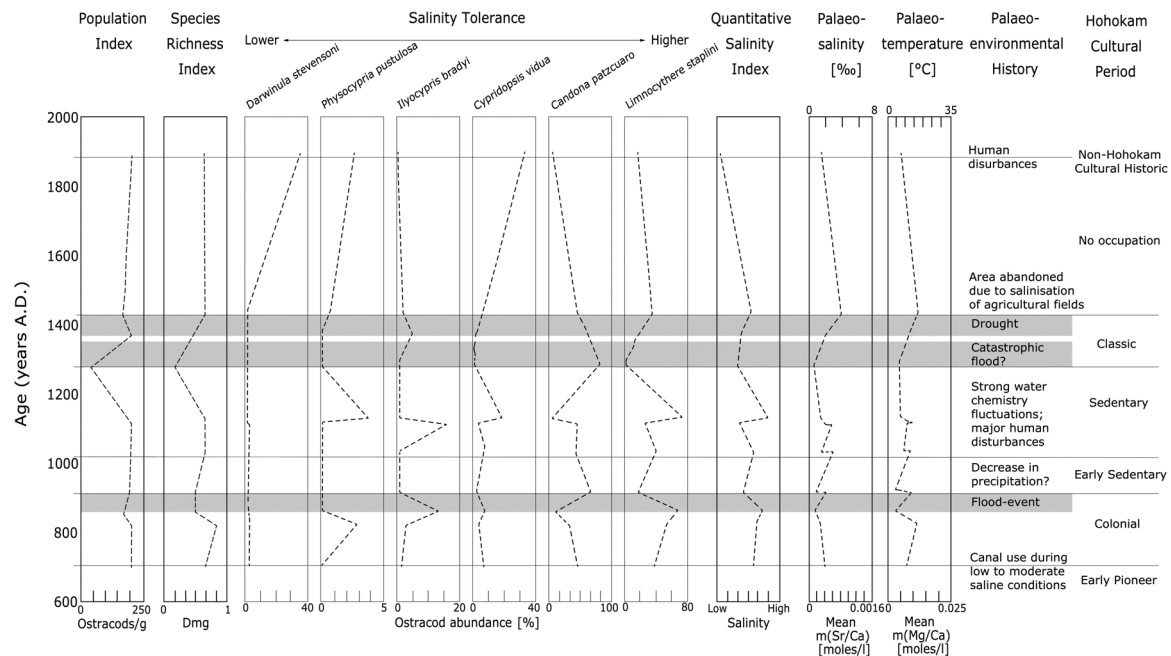 Population
Index
Species
Richness
Index
Salinity Tolerance
Lower
Higher
Darwinula stevensoni
Physocypria pustulosa
Ilyocypris bradyi
Cypridopsis vidua
Candona patzcuaro
Limnocythere staplini
Quantitative
Salinity
Index
Palaeo-
salinity
[‰]
Palaeo-
temperature
[°C]
Palaeo-
environmental
History
Hohokam
Cultural
Period
0 8
0 35
Age (years A.D.)
2000
1800
1600
1400
1200
1000
800
600
Human
disurbances
Area abandoned
due to salinisation
of agricultural fields
Drought
Catastrophic
flood?
Strong water
chemistry
fluctuations;
major human
disturbances
Decrease in
precipitation?
Flood-event
Canal use during
low to moderate
saline conditions
Non-Hohokam
Cultural Historic
No occupation
Classic
Sedentary
Early Sedentary
Colonial
Early Pioneer
0 250
Ostracods/g
0 1
Dmg
0 40
0 5
0 20
0 40
0 100
0 80
Ostracod abundance [%]
Low High
Salinity
0 0.0016
Mean
m(Sr/Ca)
[moles/l]
0 0.025
Mean
m(Mg/Ca)
[moles/l]